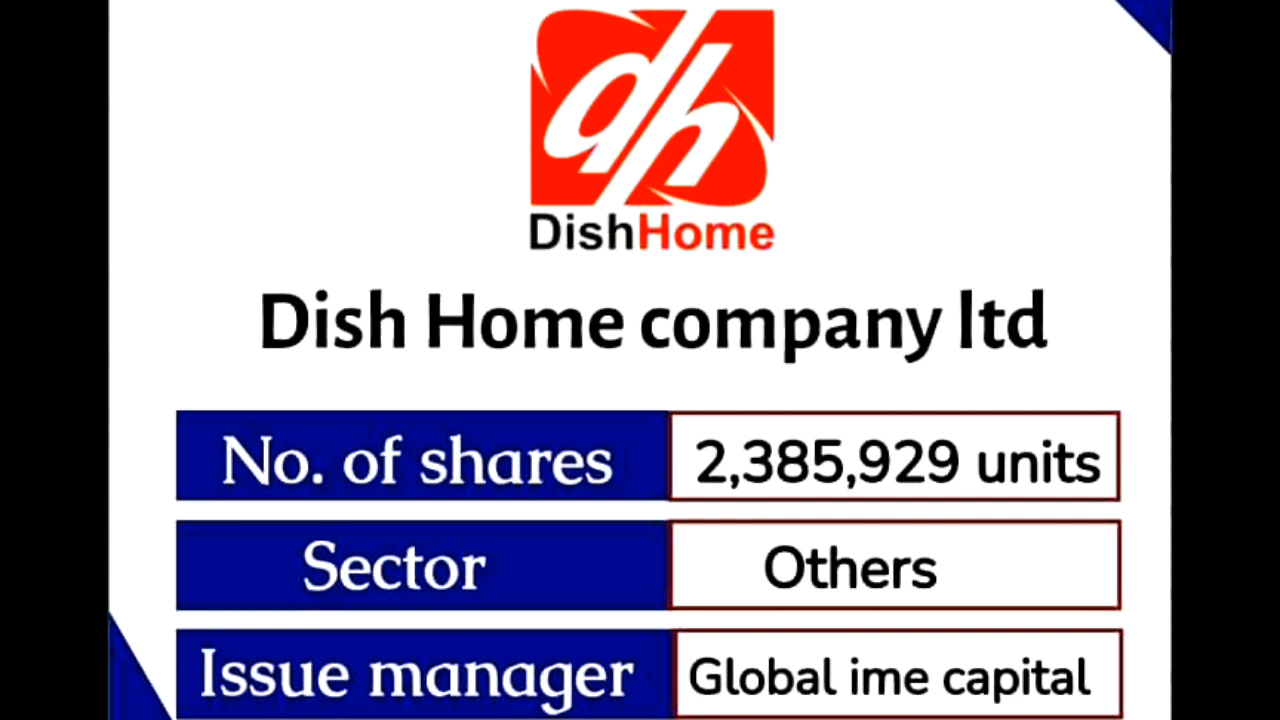 dh
DishHome
Dish Home company ltd
No. of shares 2,385,929 units
Sector Others
Issue manager Global ime capital